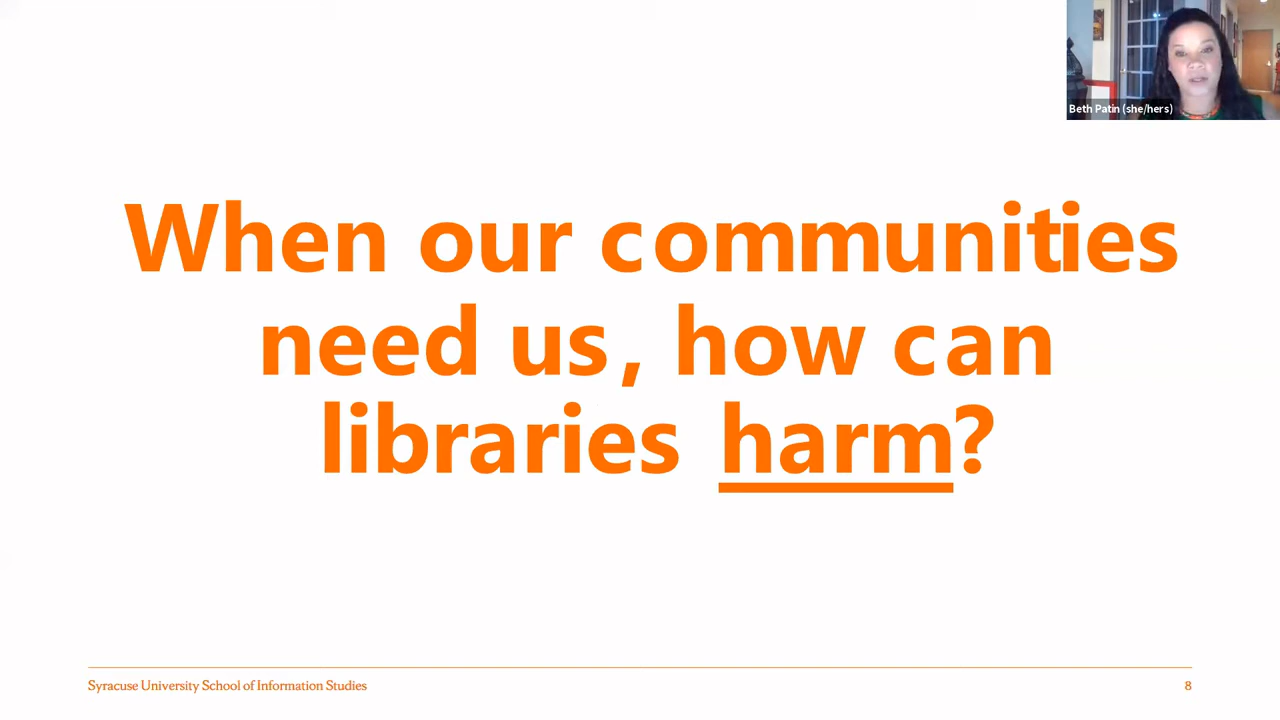 Beth Patin (she/hers)
When our communities
need us, how can
libraries harm?
Syracuse University School of Information Studies
8